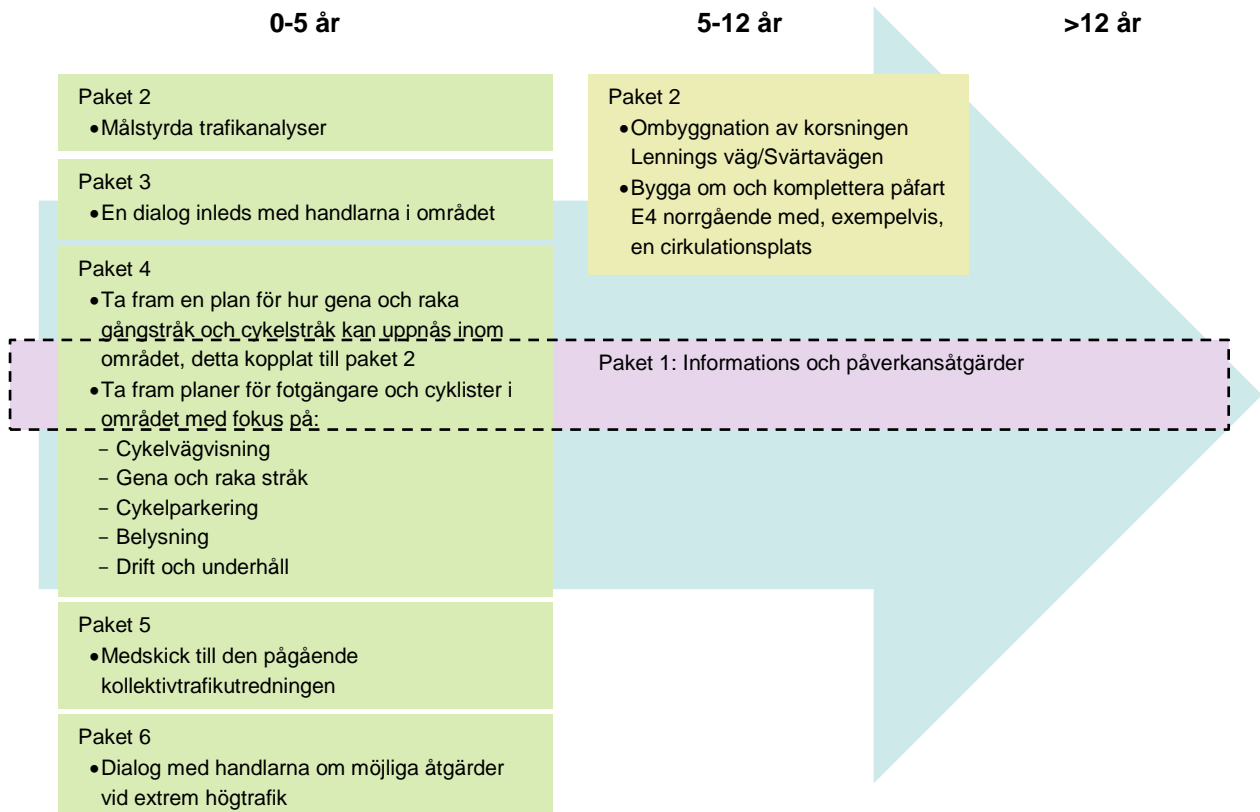 0-5 år
5-12 år
>12 år
Paket 2
•Målstyrda trafikanalyser
Paket 3
•En dialog inleds med handlarna i området
Paket 4
•Ta fram en plan för hur gena och raka
gångstråk och cykelstråk kan uppnås inom
området, detta kopplat till paket 2
•Ta fram planer för fotgängare och cyklister i
området med fokus på:
– Cykelvägvisning
– Gena och raka stråk
– Cykelparkering
– Belysning
– Drift och underhåll
Paket 5
•Medskick till den pågående
kollektivtrafikutredningen
Paket 6
•Dialog med handlarna om möjliga åtgärder
vid extrem högtrafik
Paket 2
•Ombyggnation av korsningen
Lennings väg/Svärtavägen
•Bygga om och komplettera påfart
E4 norrgående med, exempelvis,
en cirkulationsplats
Paket 1: Informations och påverkansåtgärder